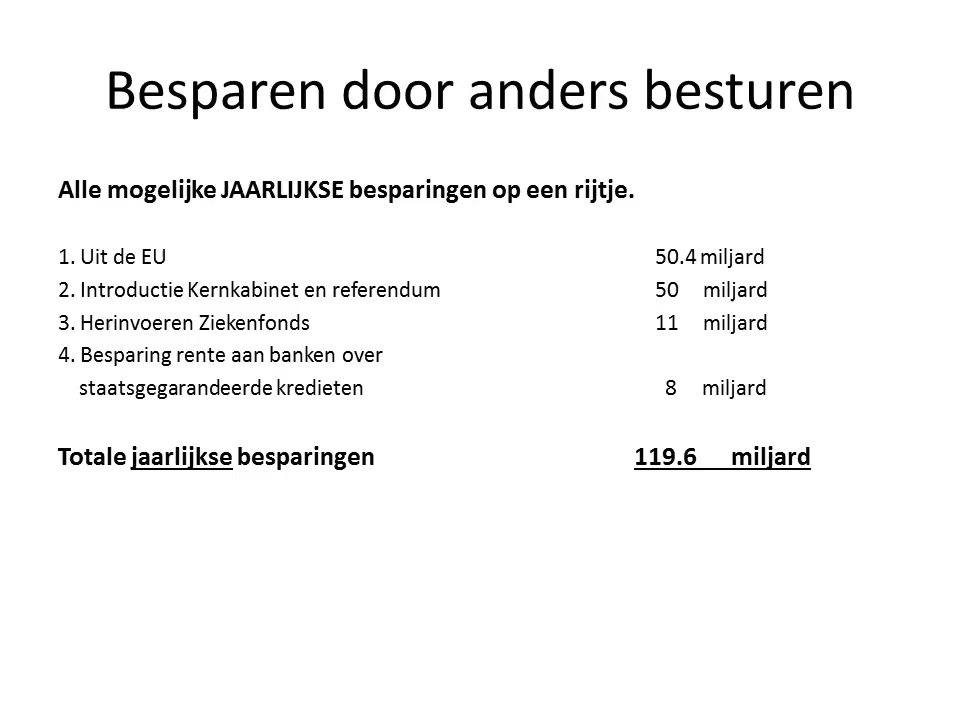 Besparen door anders besturen
Alle mogelijke JAARLIJKSE besparingen op een rijtje.
1. Uit de EU 50.4 miljard
2. Introductie Kernkabinet en referendum 50 miljard
3. Herinvoeren Ziekenfonds 11 miljard
4. Besparing rente aan banken over
staatsgegarandeerde kredieten 8 miljard
Totale jaarlijkse besparingen 119.6 miljard